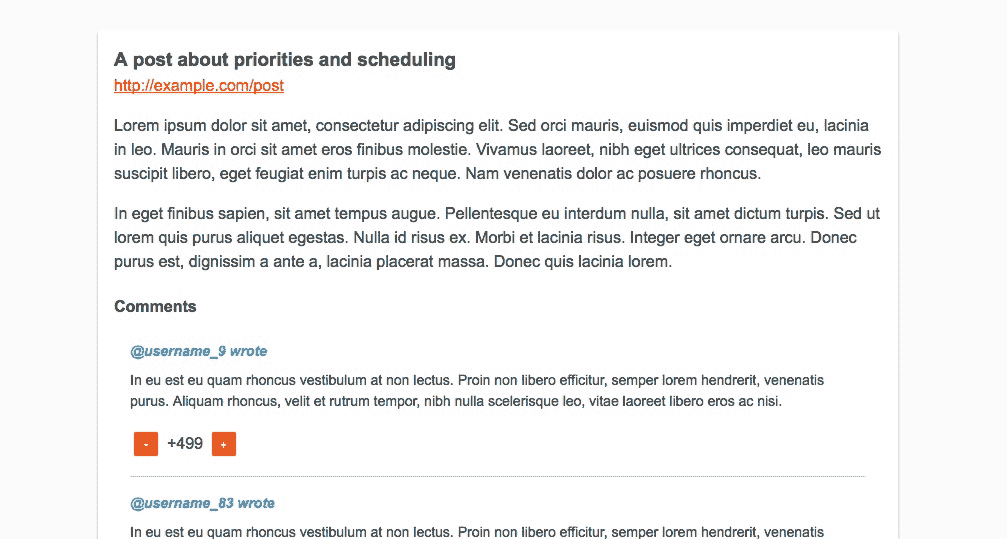 A post about priorities and scheduling
http://example.com/post
Lorem ipsum dolor sit amet, consectetur adipiscing elit. Sed orci mauris, euismod quis imperdiet eu, lacinia
in leo. Mauris in orci sit amet eros finibus molestie. Vivamus laoreet, nibh eget ultrices consequat, leo mauris
suscipit libero, eget feugiat enim turpis ac neque. Nam venenatis dolor ac posuere rhoncus.
In eget finibus sapien, sit amet tempus augue. Pellentesque eu interdum nulla, sit amet dictum turpis. Sed ut
lorem quis purus aliquet egestas. Nulla id risus ex. Morbi et lacinia risus. Integer eget ornare arcu. Donec
purus est, dignissim a ante a, lacinia placerat massa. Donec quis lacinia lorem.
Comments
@username_9 wrote
In eu est eu quam rhoncus vestibulum at non lectus. Proin non libero efficitur, semper lorem hendrerit, venenatis
purus. Aliquam rhoncus, velit et rutrum tempor, nibh nulla scelerisque leo, vitae laoreet libero eros ac nisi.
- +499 +
@username_83 wrote
In eu est eu quam rhoncus vestibulum at non lectus. Proin non libero efficitur, semper lorem hendrerit, venenatis